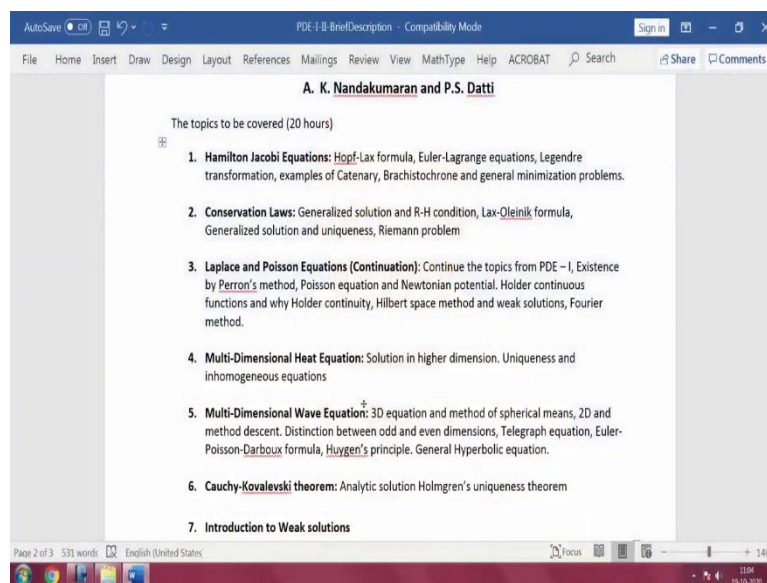 AutoSave Off PDE-I-II-BriefDescription - Compatibility Mode Sign in
File Home Insert Draw Design Layout References Mailings Review View MathType Help ACROBAT Search Share Comments
A. K. Nandakumaran and P.S. Datti
The topics to be covered (20 hours)
1. Hamilton Jacobi Equations: Hopf-Lax formula, Euler-Lagrange equations, Legendre
transformation, examples of Catenary, Brachistochrone and general minimization problems.
2. Conservation Laws: Generalized solution and R-H condition, Lax-Oleinik formula,
Generalized solution and uniqueness, Riemann problem
3. Laplace and Poisson Equations (Continuation): Continue the topics from PDE – I, Existence
by Perron's method, Poisson equation and Newtonian potential. Holder continuous
functions and why Holder continuity, Hilbert space method and weak solutions, Fourier
method.
4. Multi-Dimensional Heat Equation: Solution in higher dimension. Uniqueness and
inhomogeneous equations
5. Multi-Dimensional Wave Equation: 3D equation and method of spherical means, 2D and
method descent. Distinction between odd and even dimensions, Telegraph equation, Euler-
Poisson-Darboux formula, Huygen's principle. General Hyperbolic equation.
6. Cauchy-Kovalevski theorem: Analytic solution Holmgren's uniqueness theorem
7. Introduction to Weak solutions
Page 2 of 3 531 words English (United States) Focus
11:04
19-10-2020